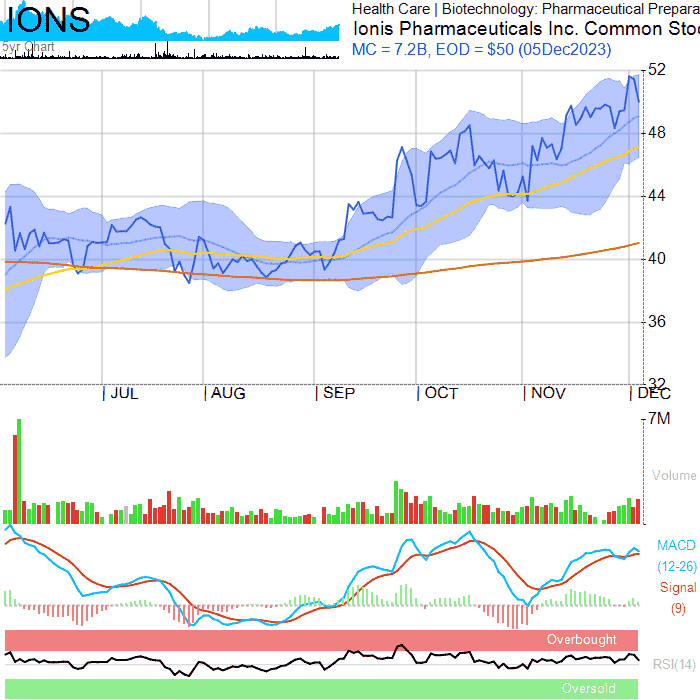 IONS
5yr Chart
Health Care | Biotechnology: Pharmaceutical Prepara
Ionis Pharmaceuticals Inc. Common Stoc
MC = 7.2B, EOD = $50 (05Dec2023)
52
48
44
40
36
32
JUL
AUG
SEP
OCT
NOV
DEC
7M
Volume
MACD
(12-26)
Signal
(9)
Overbought
RSI(14)
Oversold